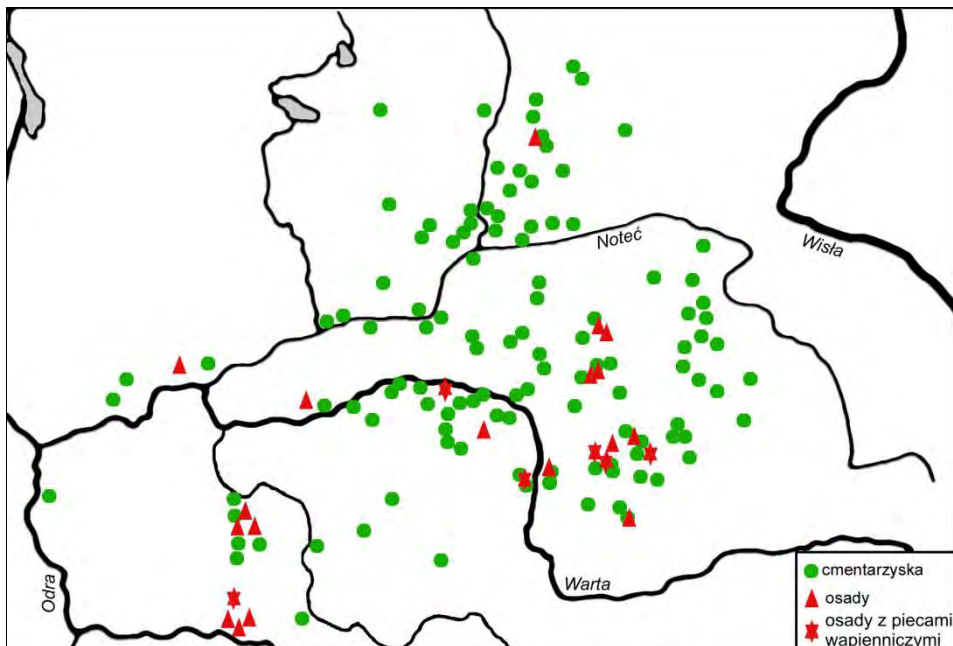 Noteć
Wisła
Odra
Warta
cmentarzyska
osady
osady z piecami
wapienniczymi